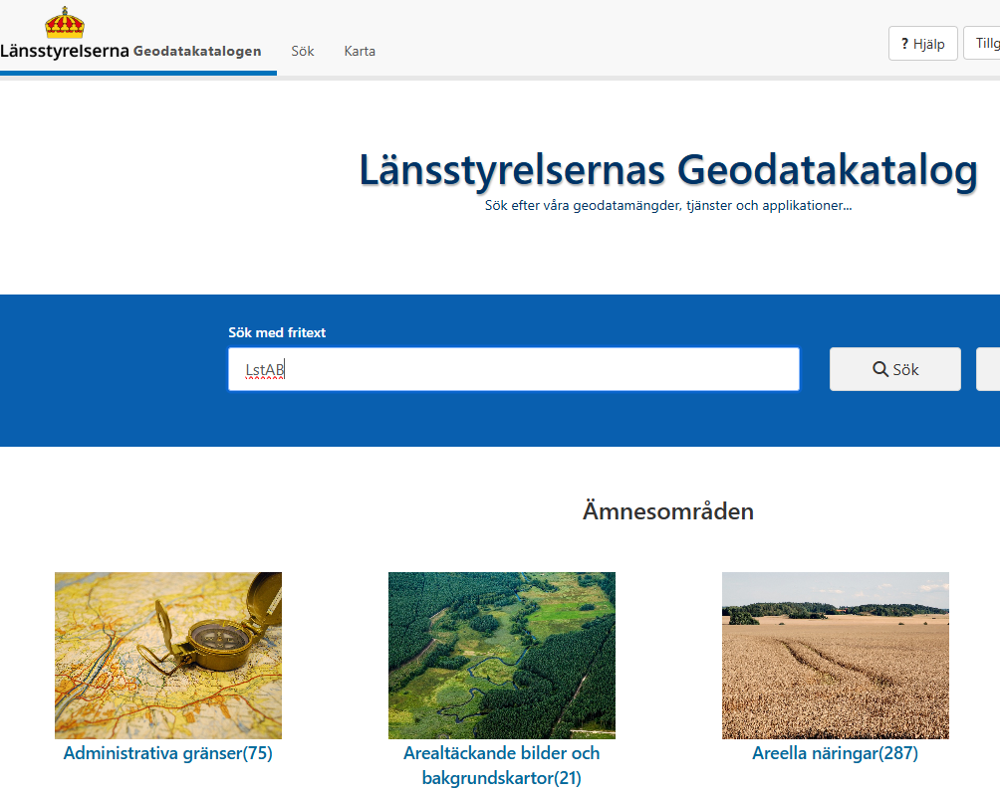 Länsstyrelserna Geodatakatalogen Sök Karta ? Hjälp Tillg
Länsstyrelsernas Geodatakatalog
Sök efter våra geodatamängder, tjänster och applikationer...
Sök med fritext
LstAB Sök
Ämnesområden
Administrativa gränser(75) Arealtäckande bilder och Areella näringar(287)
bakgrundskartor(21)